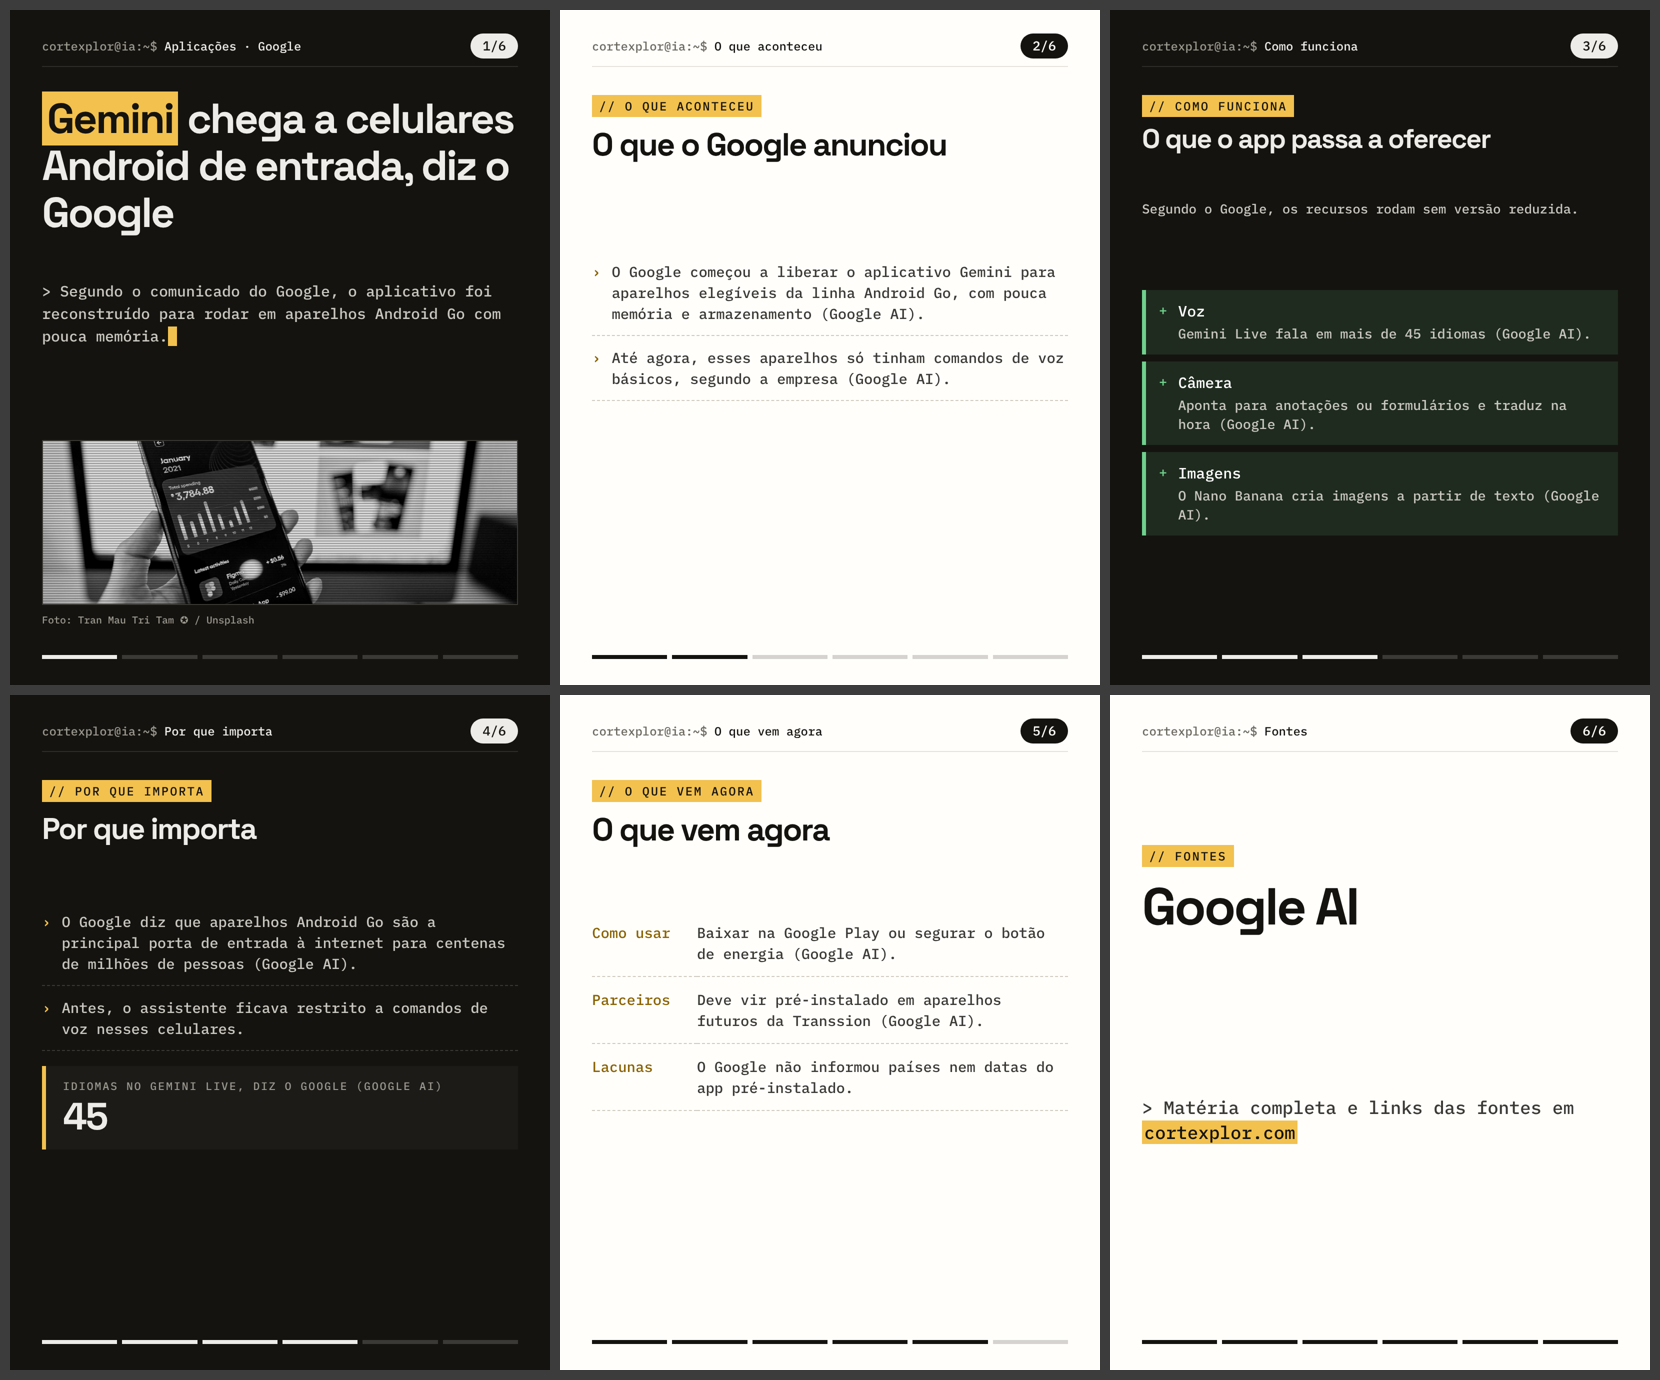 cortexplor@ia:~$ Aplicações · Google
1/6
Gemini chega a celulares
Android de entrada, diz o
Google
> Segundo o comunicado do Google, o aplicativo foi
reconstruído para rodar em aparelhos Android Go com
pouca memória.
January
2021
Total spending
3,784.88
Latest activities
Foto: Tran Mau Tri Tam ✪ / Unsplash
cortexplor@ia:~$ O que aconteceu
2/6
// O QUE ACONTECEU
O que o Google anunciou
› O Google começou a liberar o aplicativo Gemini para
aparelhos elegíveis da linha Android Go, com pouca
memória e armazenamento (Google AI).
› Até agora, esses aparelhos só tinham comandos de voz
básicos, segundo a empresa (Google AI).
cortexplor@ia:~$ Como funciona
3/6
// COMO FUNCIONA
O que o app passa a oferecer
Segundo o Google, os recursos rodam sem versão reduzida.
+ Voz
Gemini Live fala em mais de 45 idiomas (Google AI).
+ Câmera
Aponta para anotações ou formulários e traduz na
hora (Google AI).
+ Imagens
O Nano Banana cria imagens a partir de texto (Google
AI).
cortexplor@ia:~$ Por que importa
4/6
// POR QUE IMPORTA
Por que importa
› O Google diz que aparelhos Android Go são a
principal porta de entrada à internet para centenas
de milhões de pessoas (Google AI).
› Antes, o assistente ficava restrito a comandos de
voz nesses celulares.
IDIOMAS NO GEMINI LIVE, DIZ O GOOGLE (GOOGLE AI)
45
cortexplor@ia:~$ O que vem agora
5/6
// O QUE VEM AGORA
O que vem agora
Como usar Baixar na Google Play ou segurar o botão
de energia (Google AI).
Parceiros Deve vir pré-instalado em aparelhos
futuros da Transsion (Google AI).
Lacunas O Google não informou países nem datas do
app pré-instalado.
cortexplor@ia:~$ Fontes
6/6
// FONTES
Google AI
> Matéria completa e links das fontes em
cortexplor.com